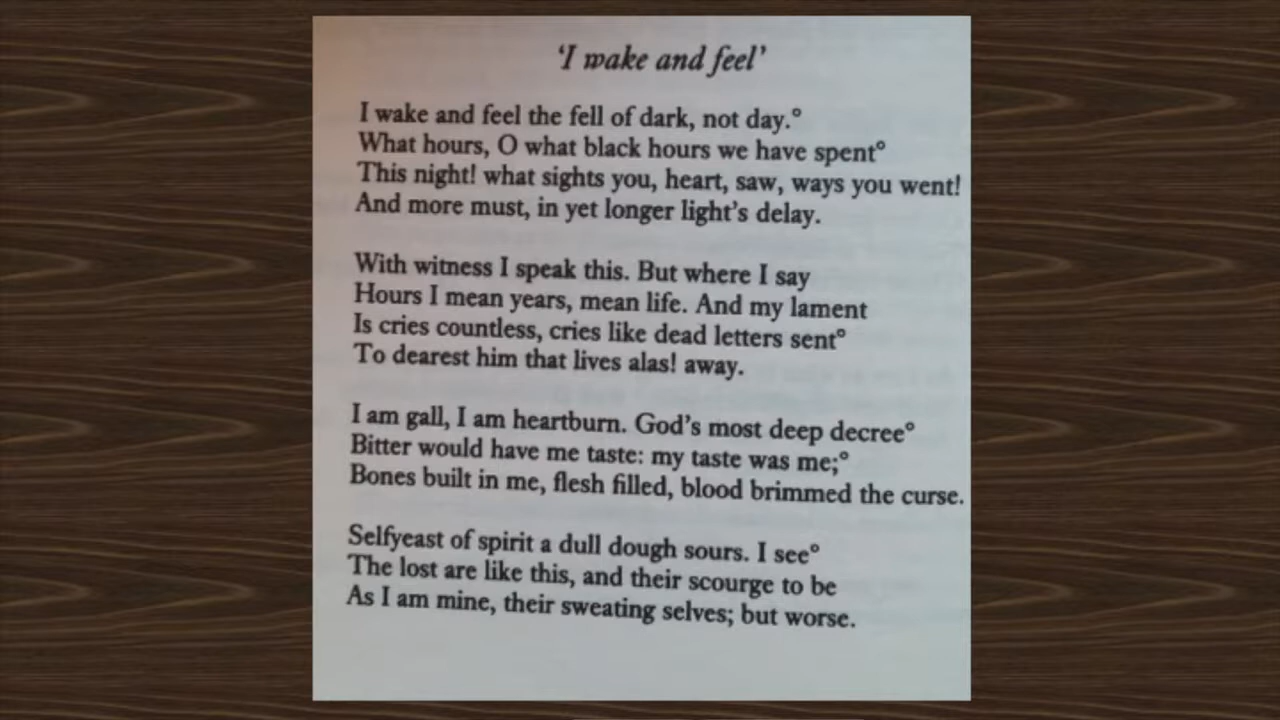 ‘I wake and feel’
I wake and feel the fell of dark, not day.°
What hours, O what black hours we have spent°
This night! what sights you, heart, saw, ways you went!
And more must, in yet longer light’s delay.
With witness I speak this. But where I say
Hours I mean years, mean life. And my lament
Is cries countless, cries like dead letters sent°
To dearest him that lives alas! away.
I am gall, I am heartburn. God’s most deep decree°
Bitter would have me taste: my taste was me;°
Bones built in me, flesh filled, blood brimmed the curse.
Selfyeast of spirit a dull dough sours. I see°
The lost are like this, and their scourge to be
As I am mine, their sweating selves; but worse.